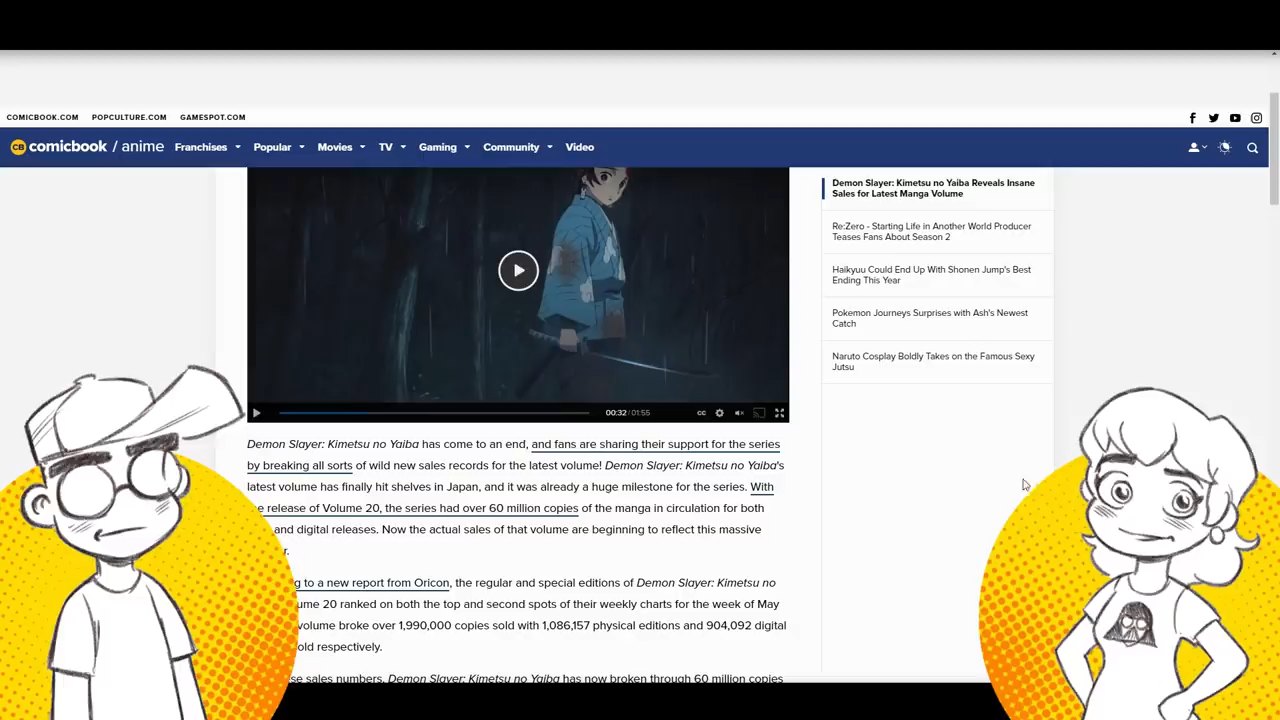 COMICBOOK.COM POPCULTURE.COM GAMESPOT.COM
CB comicbook / anime Franchises Popular Movies TV Gaming Community Video
Demon Slayer: Kimetsu no Yaiba Reveals Insane
Sales for Latest Manga Volume
Re:Zero - Starting Life in Another World Producer
Teases Fans About Season 2
Haikyuu Could End Up With Shonen Jump's Best
Ending This Year
Pokemon Journeys Surprises with Ash's Newest
Catch
Naruto Cosplay Boldly Takes on the Famous Sexy
Jutsu
00:32 / 01:55 CC
Demon Slayer: Kimetsu no Yaiba has come to an end, and fans are sharing their support for the series
by breaking all sorts of wild new sales records for the latest volume! Demon Slayer: Kimetsu no Yaiba's
latest volume has finally hit shelves in Japan, and it was already a huge milestone for the series. With
e release of Volume 20, the series had over 60 million copies of the manga in circulation for both
and digital releases. Now the actual sales of that volume are beginning to reflect this massive
r.
g to a new report from Oricon, the regular and special editions of Demon Slayer: Kimetsu no
ume 20 ranked on both the top and second spots of their weekly charts for the week of May
volume broke over 1,990,000 copies sold with 1,086,157 physical editions and 904,092 digital
old respectively.
se sales numbers, Demon Slayer: Kimetsu no Yaiba has now broken through 60 million copies